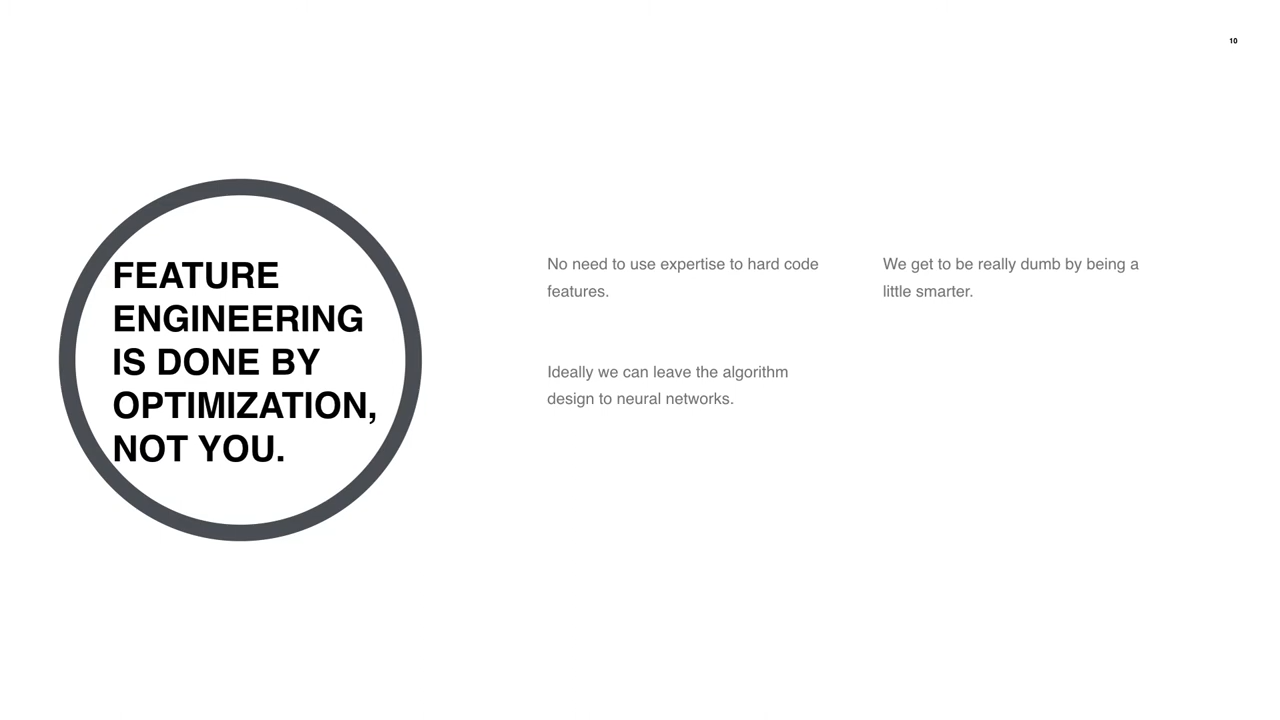 10
FEATURE
ENGINEERING
IS DONE BY
OPTIMIZATION,
NOT YOU.
No need to use expertise to hard code
features.
Ideally we can leave the algorithm
design to neural networks.
We get to be really dumb by being a
little smarter.